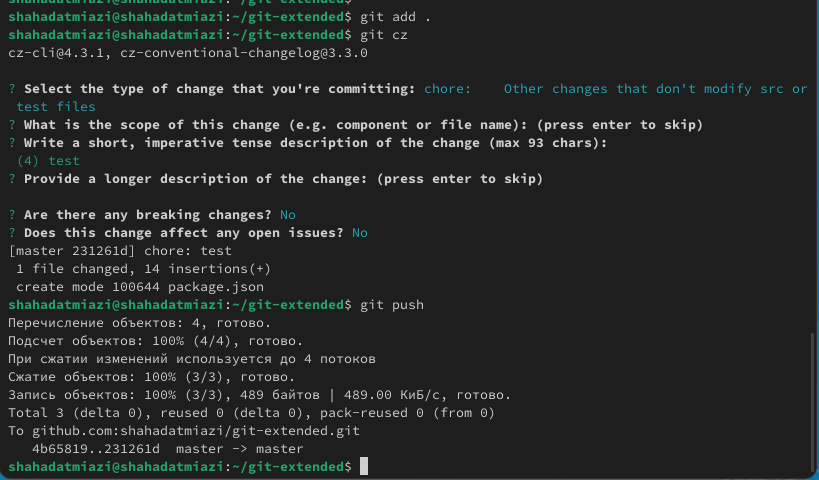 shahadatmiazi@shahadatmiazi:~/git-extended$
shahadatmiazi@shahadatmiazi:~/git-extended$ git add .
shahadatmiazi@shahadatmiazi:~/git-extended$ git cz
cz-cli@4.3.1, cz-conventional-changelog@3.3.0
? Select the type of change that you're committing: chore:    Other changes that don't modify src or
test files
? What is the scope of this change (e.g. component or file name): (press enter to skip)
? Write a short, imperative tense description of the change (max 93 chars):
(4) test
? Provide a longer description of the change: (press enter to skip)
? Are there any breaking changes? No
? Does this change affect any open issues? No
[master 231261d] chore: test
1 file changed, 14 insertions(+)
create mode 100644 package.json
shahadatmiazi@shahadatmiazi:~/git-extended$ git push
Перечисление объектов: 4, готово.
Подсчет объектов: 100% (4/4), готово.
При сжатии изменений используется до 4 потоков
Сжатие объектов: 100% (3/3), готово.
Запись объектов: 100% (3/3), 489 байтов | 489.00 КиБ/с, готово.
Total 3 (delta 0), reused 0 (delta 0), pack-reused 0 (from 0)
To github.com:shahadatmiazi/git-extended.git
4b65819..231261d  master -> master
shahadatmiazi@shahadatmiazi:~/git-extended$